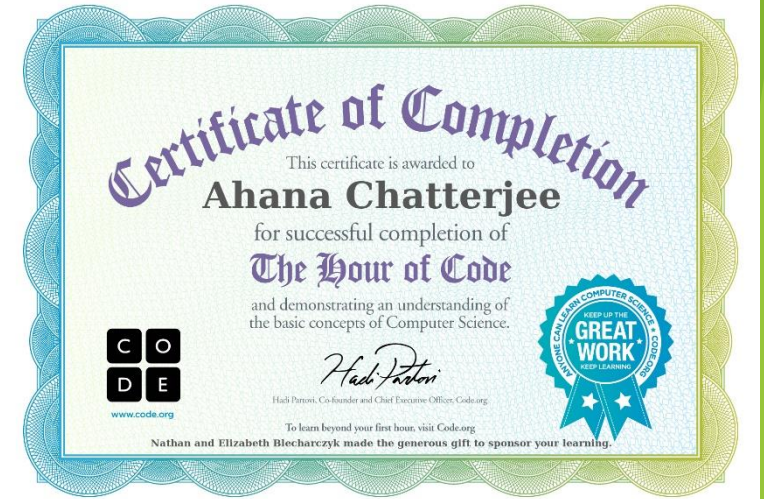 Certificate of Completion
This certificate is awarded to
Ahana Chatterjee
for successful completion of
The Hour of Code
and demonstrating an understanding of
the basic concepts of Computer Science.
C O
D E
www.code.org
Hadi Partovi
Hadi Partovi, Co-founder and Chief Executive Officer, Code.org
To learn beyond your first hour, visit Code.org
Nathan and Elizabeth Blecharczyk made the generous gift to sponsor your learning.
ANYONE CAN LEARN COMPUTER SCIENCE • CODE.ORG
KEEP UP THE
GREAT
WORK
KEEP LEARNING